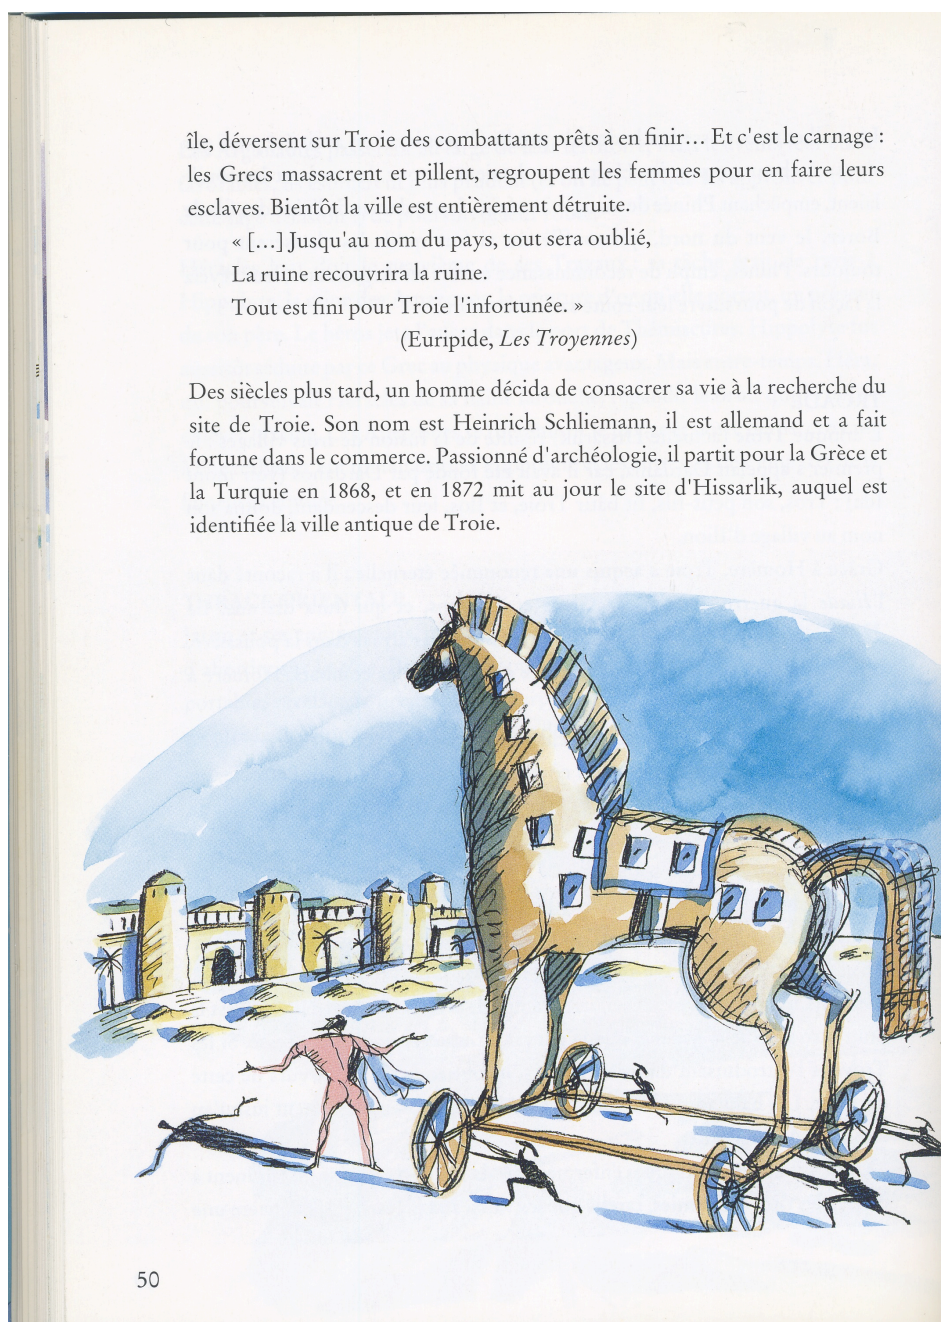 île, déversent sur Troie des combattants prêts à en finir... Et c'est le carnage :
les Grecs massacrent et pillent, regroupent les femmes pour en faire leurs
esclaves. Bientôt la ville est entièrement détruite.
« [...] Jusqu'au nom du pays, tout sera oublié,
La ruine recouvrira la ruine.
Tout est fini pour Troie l'infortunée. »
(Euripide, Les Troyennes)
Des siècles plus tard, un homme décida de consacrer sa vie à la recherche du
site de Troie. Son nom est Heinrich Schliemann, il est allemand et a fait
fortune dans le commerce. Passionné d'archéologie, il partit pour la Grèce et
la Turquie en 1868, et en 1872 mit au jour le site d'Hissarlik, auquel est
identifiée la ville antique de Troie.
50